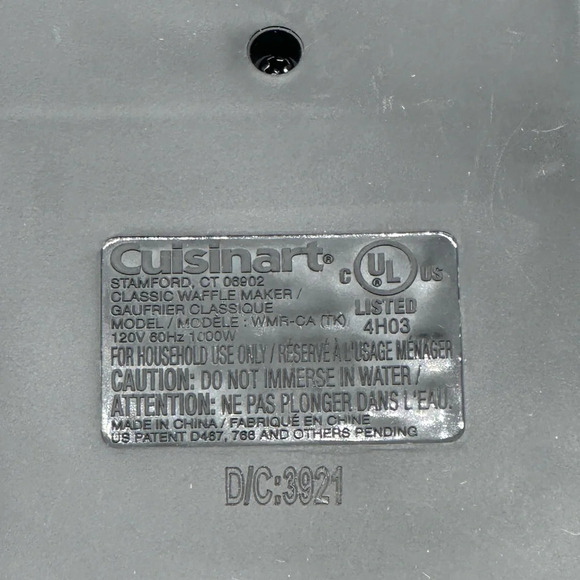 Cuisinart®
STAMFORD, CT 06902
CLASSIC WAFFLE MAKER /
GAUFRIER CLASSIQUE
MODEL / MODÈLE : WMR-CA (TK)
120V 60Hz 1000W
C UL US
LISTED
4H03
FOR HOUSEHOLD USE ONLY / RÉSERVÉ À L'USAGE MÉNAGER
CAUTION: DO NOT IMMERSE IN WATER /
ATTENTION: NE PAS PLONGER DANS L'EAU.
MADE IN CHINA / FABRIQUÉ EN CHINE
US PATENT D467, 766 AND OTHERS PENDING
D/C:3921